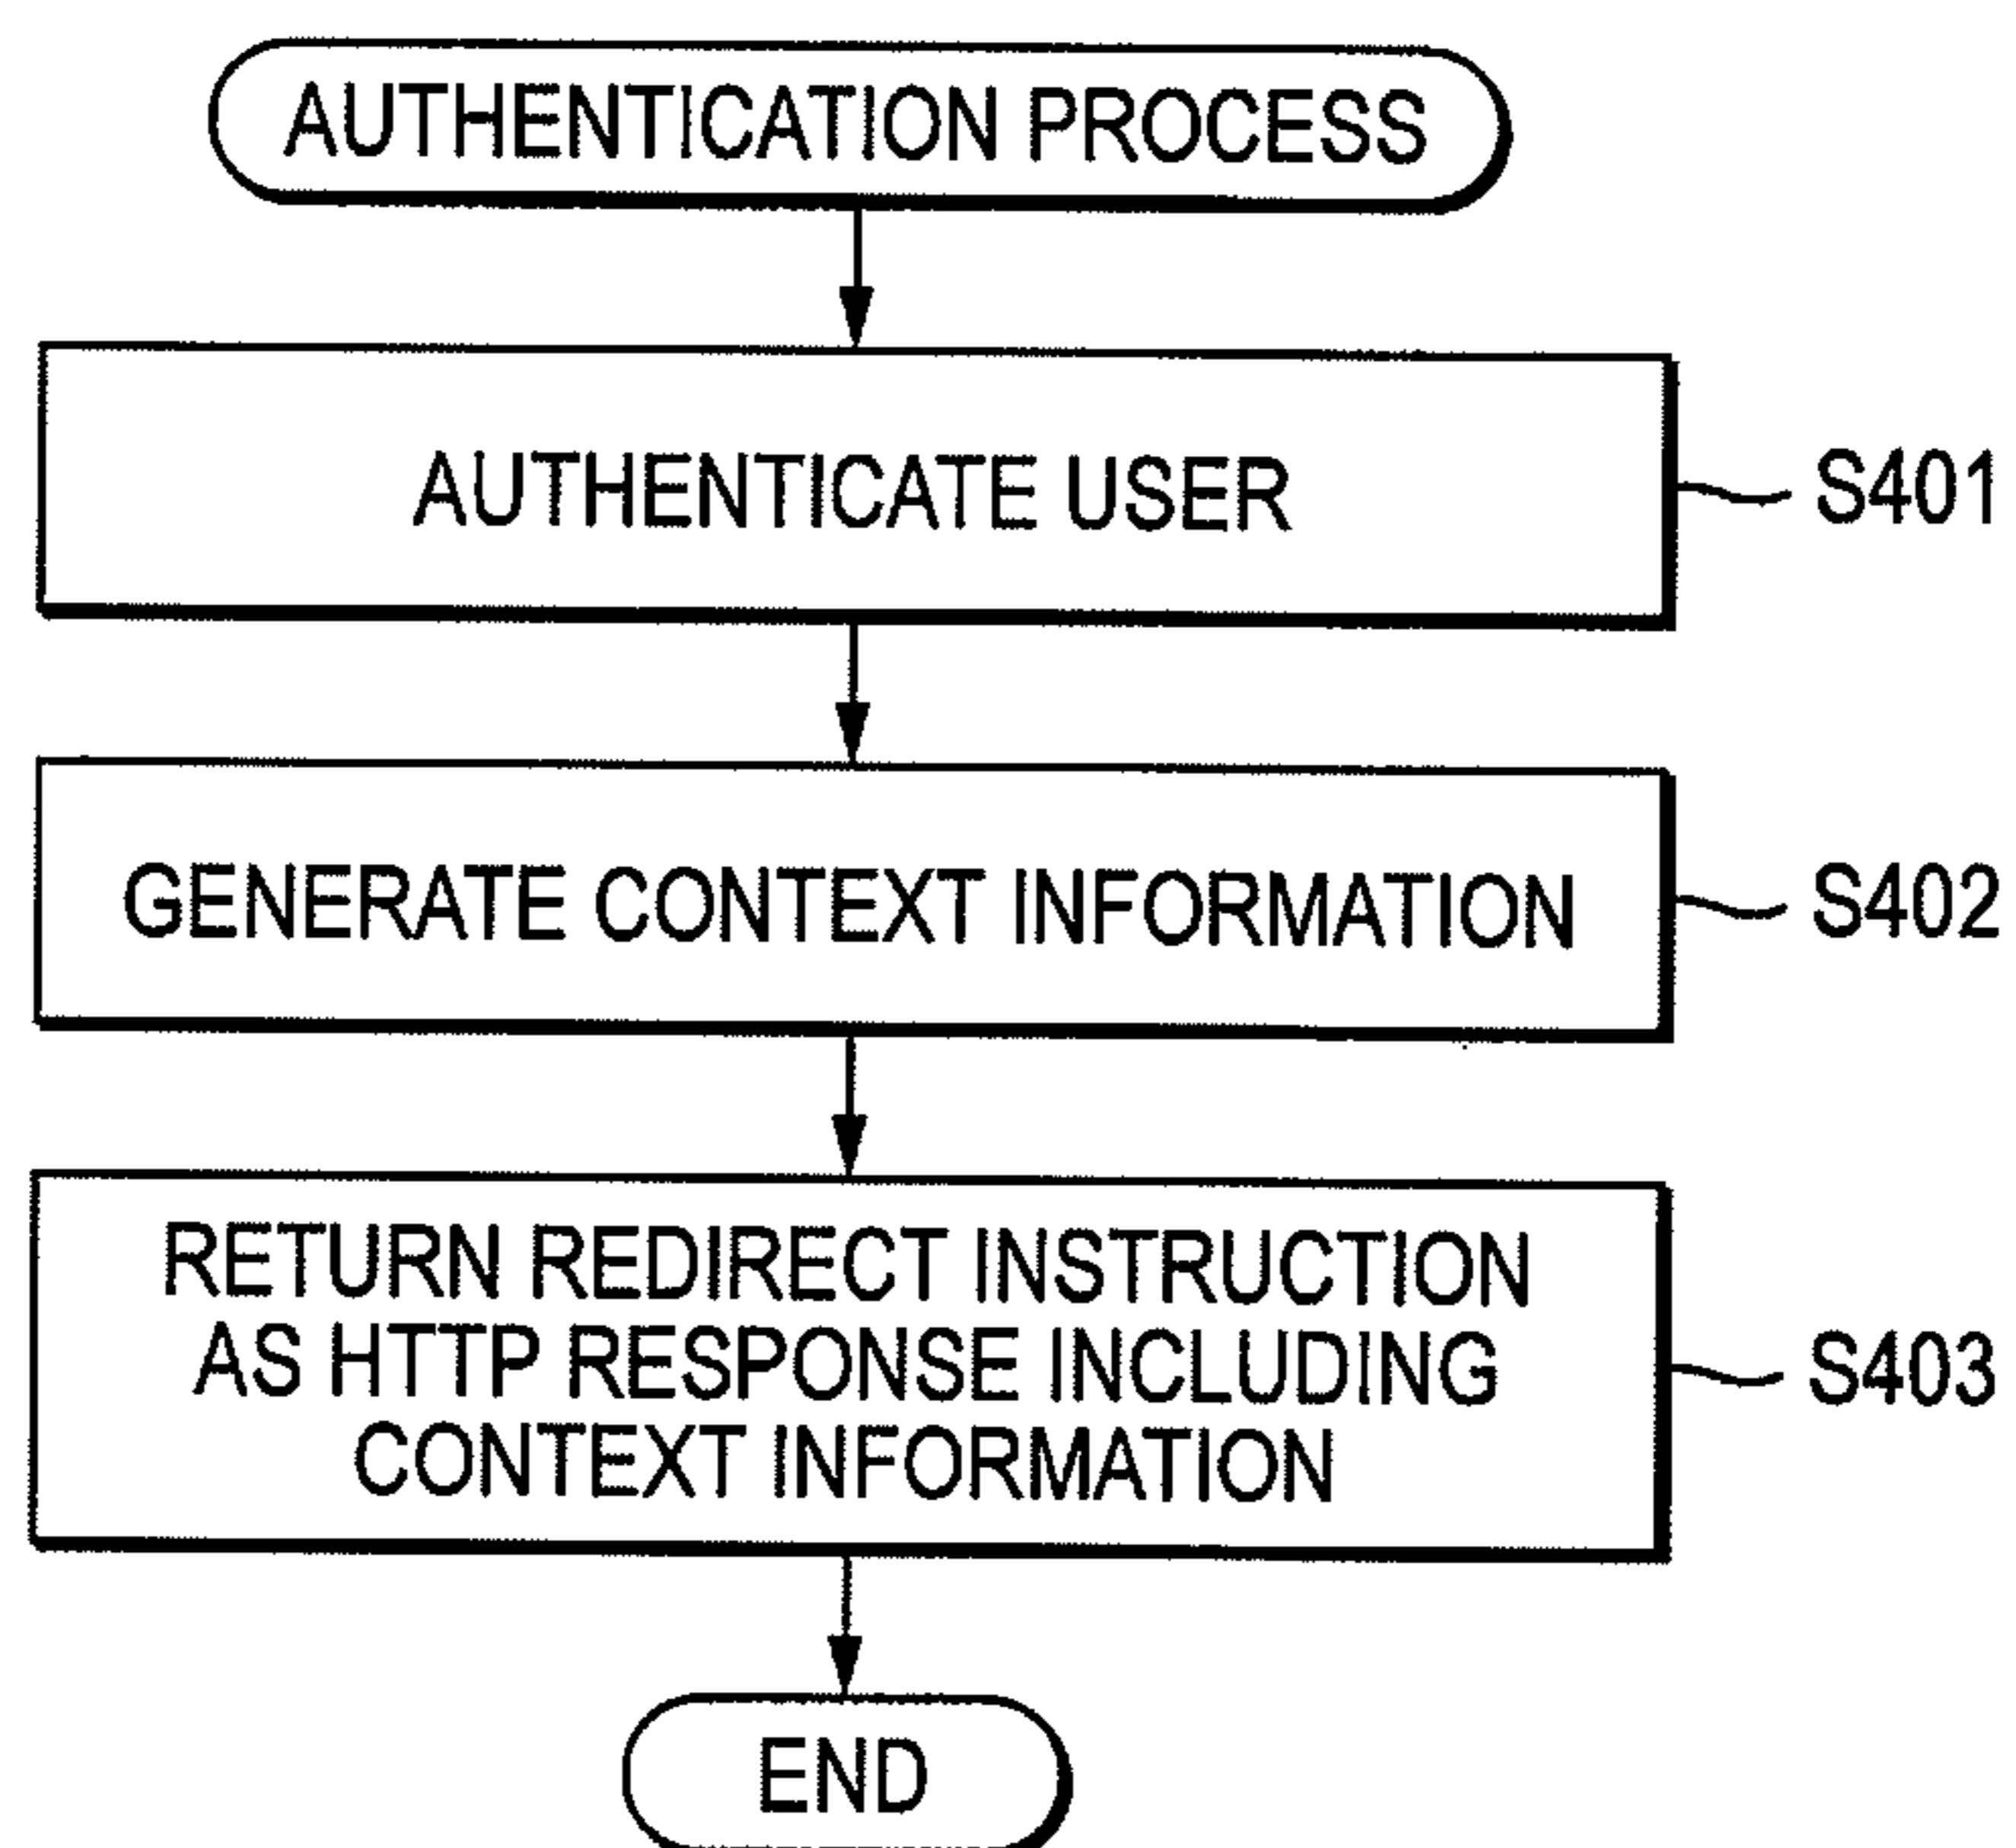 AUTHENTICATION PROCESS
AUTHENTICATE USER
S401
GENERATE CONTEXT INFORMATION
S402
RETURN REDIRECT INSTRUCTION
AS HTTP RESPONSE INCLUDING
CONTEXT INFORMATION
S403
END